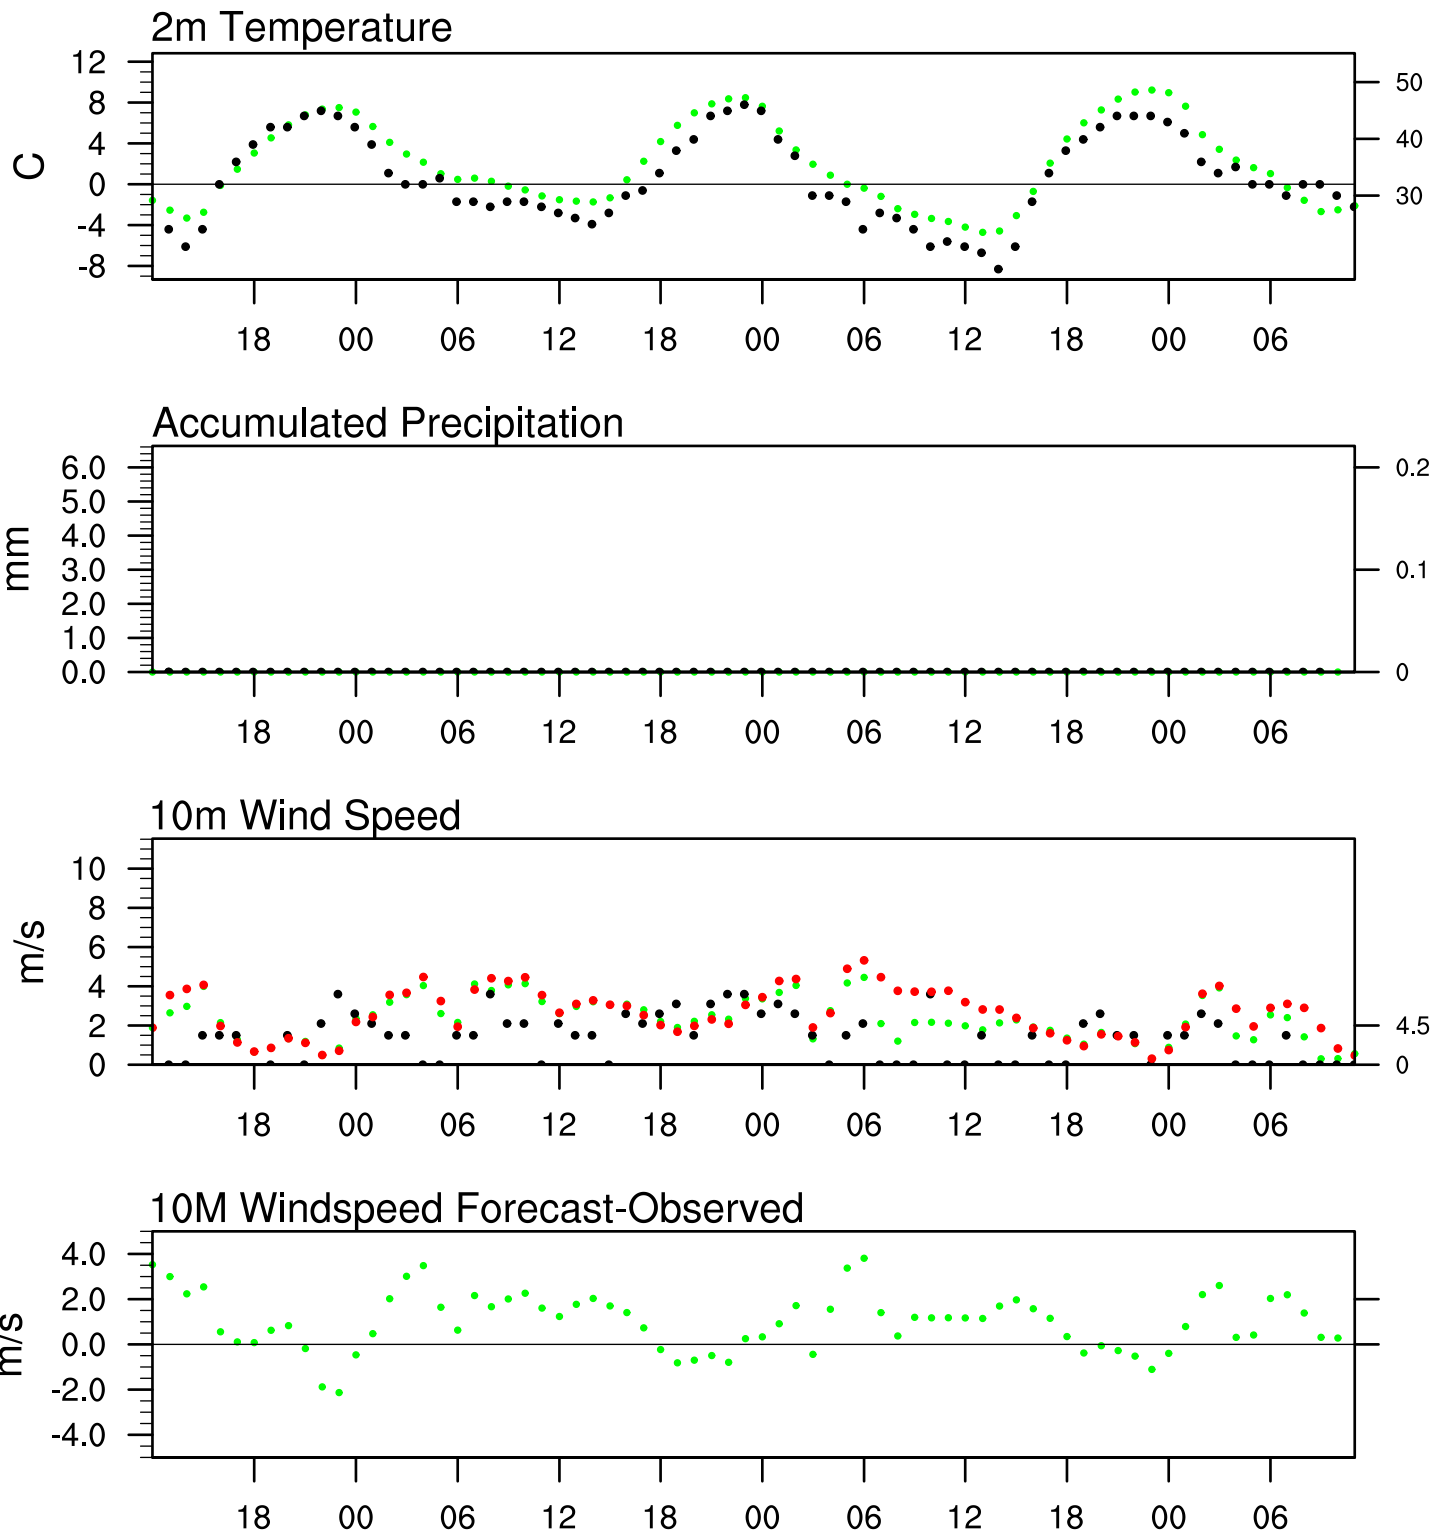 2m Temperature
12
8
4
0
-4
-8
C
50
40
30
18 00 06 12 18 00 06 12 18 00 06
Accumulated Precipitation
6.0
5.0
4.0
3.0
2.0
1.0
0.0
mm
0.2
0.1
0
18 00 06 12 18 00 06 12 18 00 06
10m Wind Speed
10
8
6
4
2
0
m/s
4.5
0
18 00 06 12 18 00 06 12 18 00 06
10M Windspeed Forecast-Observed
4.0
2.0
0.0
-2.0
-4.0
m/s
18 00 06 12 18 00 06 12 18 00 06